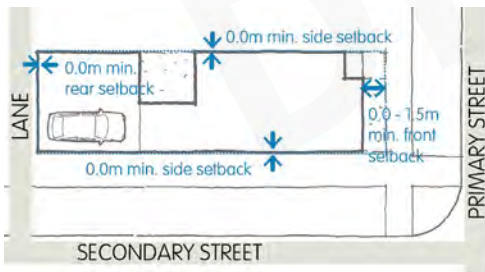 0.0m min. side setback
0.0m min.
rear setback
LANE
0.0 - 1.5m
min. front
setback
0.0m min. side setback
PRIMARY STREET
SECONDARY STREET